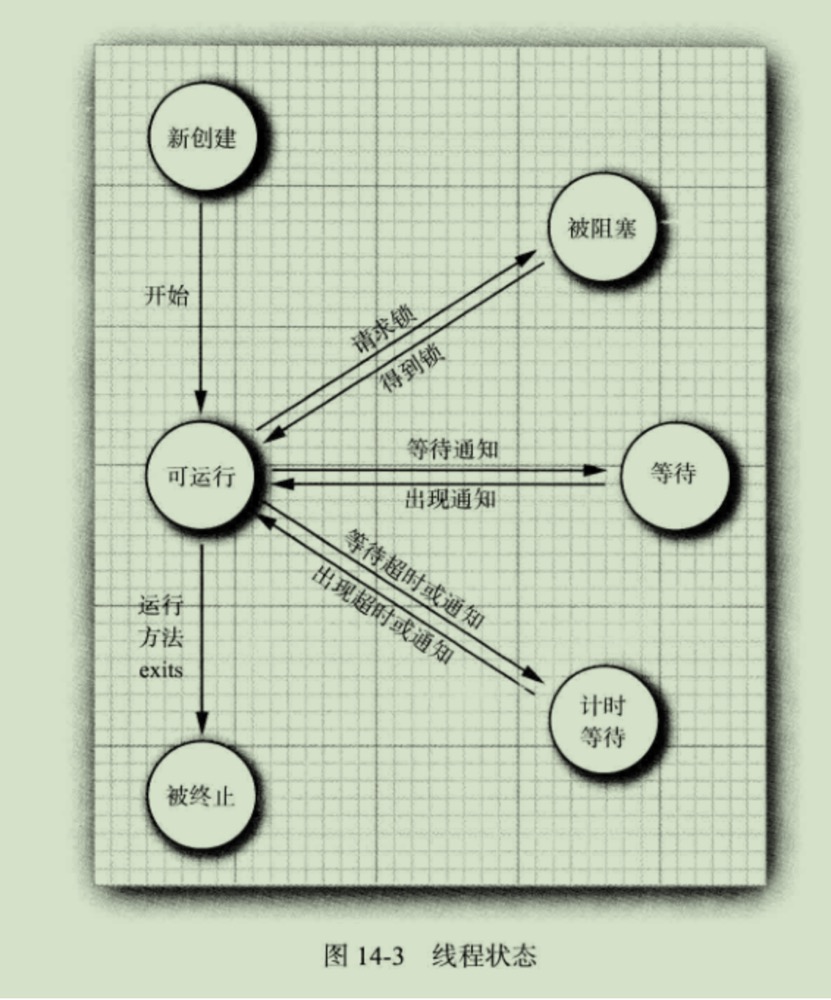 新创建
被阻塞
开始
请求锁
得到锁
可运行
等待通知
出现通知
等待
等待超时或通知
出现超时或通知
运行
方法
exits
计时
等待
被终止
图 14-3 线程状态